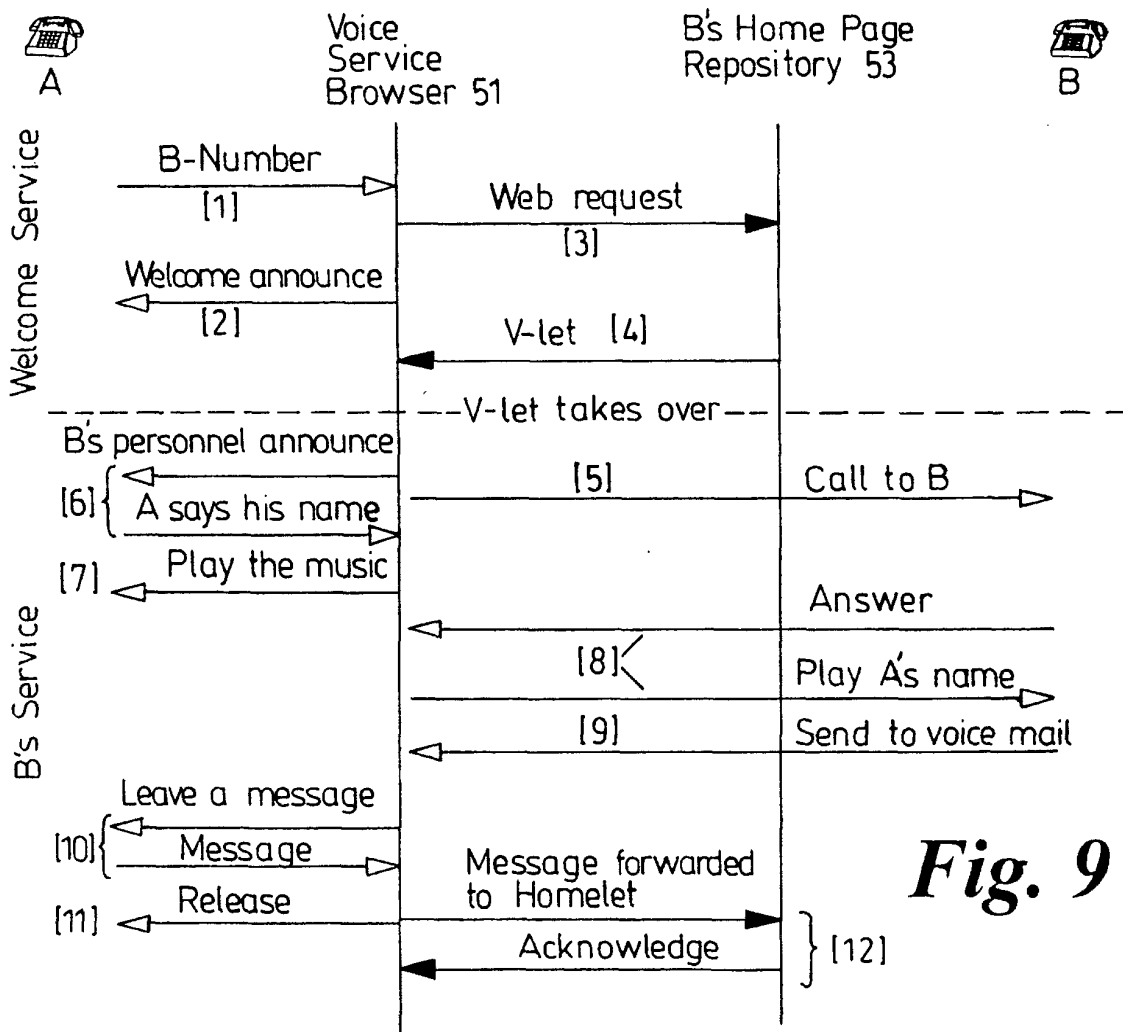 A
Voice
Service
Browser 51
B's Home Page
Repository 53
B
Welcome Service
B-Number
[1]
Web request
[3]
Welcome announce
[2]
V-let [4]
V-let takes over
B's Service
B's personnel announce
[6]
A says his name
[5]
Call to B
[7]
Play the music
Answer
[8]
Play A's name
[9]
Send to voice mail
Leave a message
[10]
Message
[11]
Release
Message forwarded
to Homelet
Acknowledge
[12]
Fig. 9